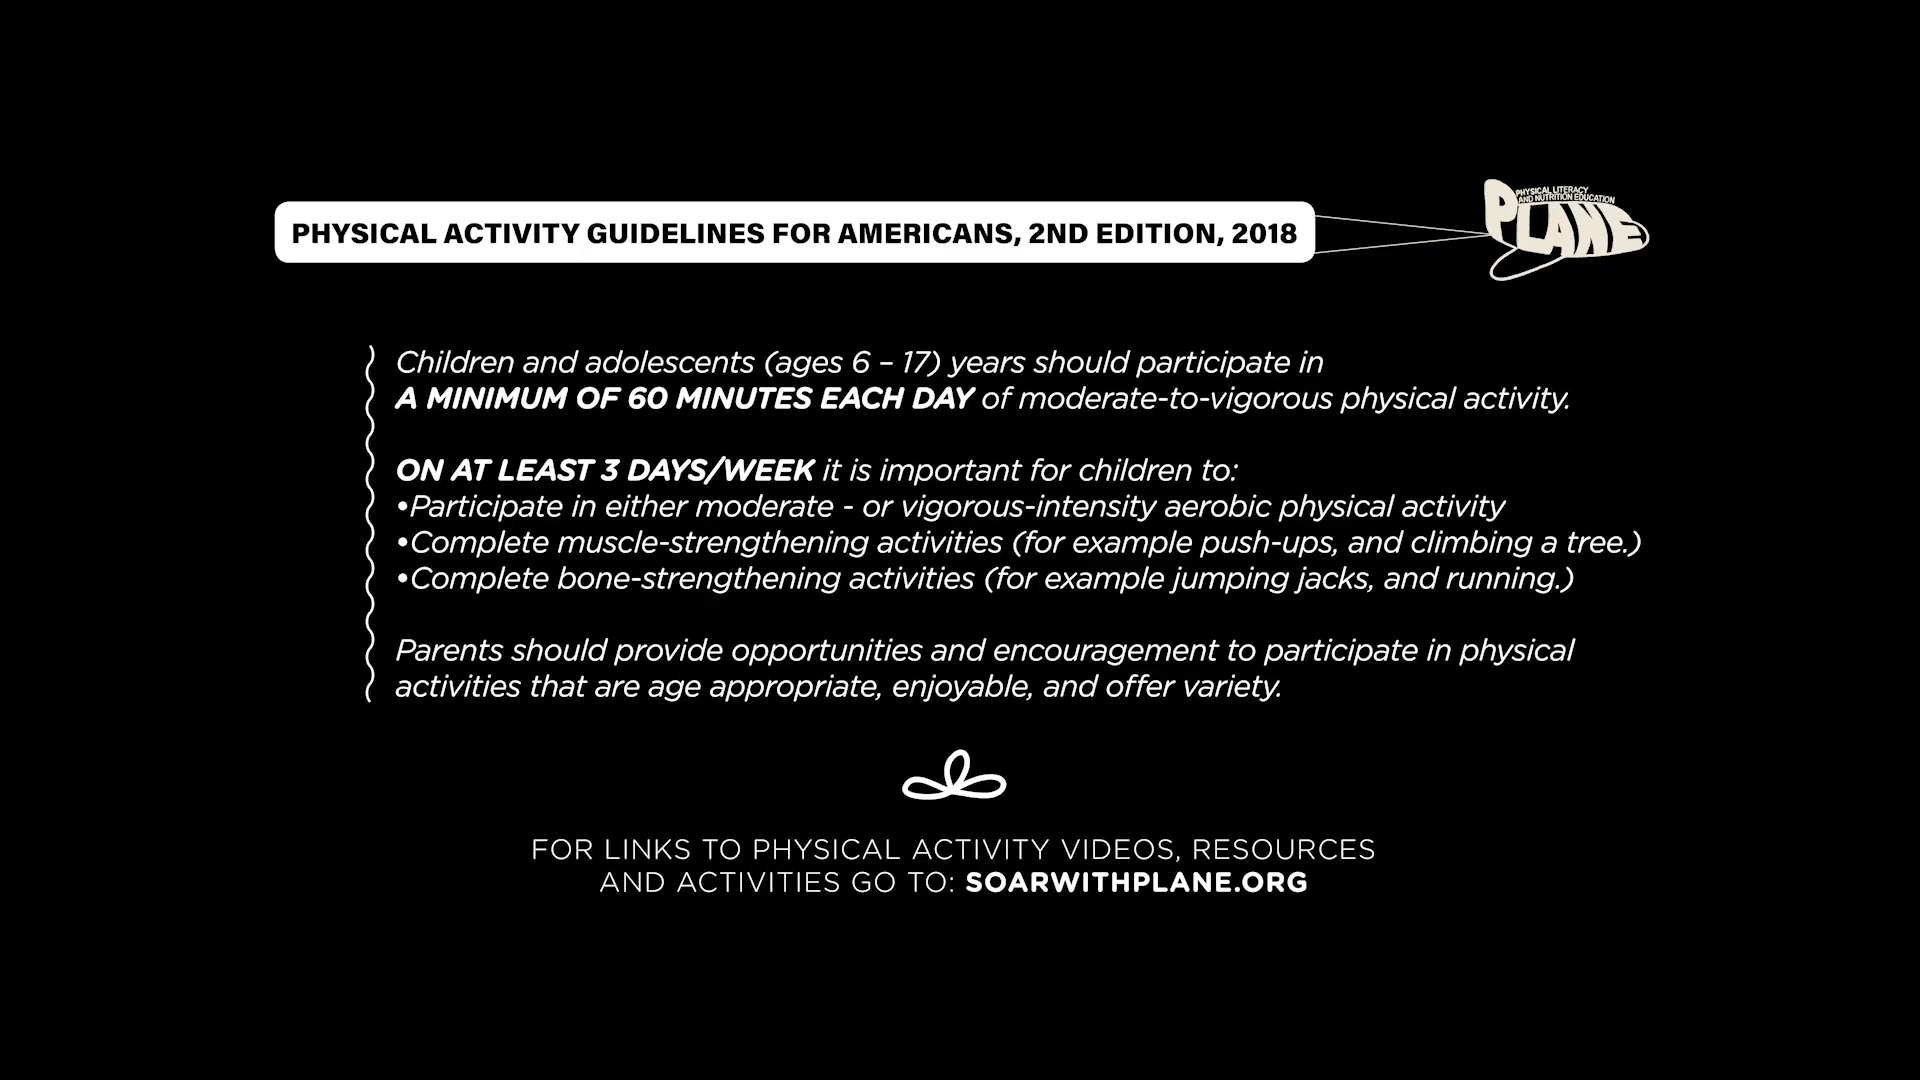 PHYSICAL LITERACY
AND NUTRITION EDUCATION
PLANE
PHYSICAL ACTIVITY GUIDELINES FOR AMERICANS, 2ND EDITION, 2018
Children and adolescents (ages 6 – 17) years should participate in
A MINIMUM OF 60 MINUTES EACH DAY of moderate-to-vigorous physical activity.
ON AT LEAST 3 DAYS/WEEK it is important for children to:
•Participate in either moderate - or vigorous-intensity aerobic physical activity
•Complete muscle-strengthening activities (for example push-ups, and climbing a tree.)
•Complete bone-strengthening activities (for example jumping jacks, and running.)
Parents should provide opportunities and encouragement to participate in physical
activities that are age appropriate, enjoyable, and offer variety.
FOR LINKS TO PHYSICAL ACTIVITY VIDEOS, RESOURCES
AND ACTIVITIES GO TO: SOARWITHPLANE.ORG